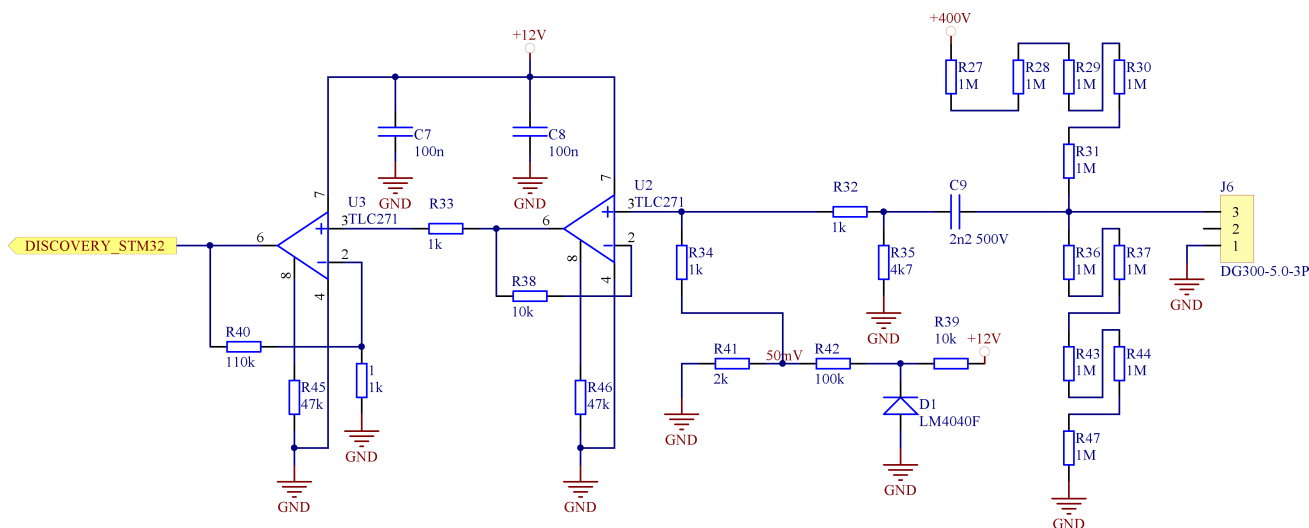 +400V
+12V
R27
1M
R28
1M
R29
1M
R30
1M
C7
100n
C8
100n
R31
1M
GND
GND
7
U3
TLC271
3
2
6
8
4
R33
1k
7
U2
TLC271
3
2
6
8
4
R32
1k
C9
2n2 500V
J6
3
2
1
DG300-5.0-3P
GND
DISCOVERY_STM32
R34
1k
R35
4k7
GND
R36
1M
R37
1M
R38
10k
R40
110k
R41
2k
50mV
R42
100k
R39
10k
+12V
R43
1M
R44
1M
1
1k
R45
47k
R46
47k
D1
LM4040F
R47
1M
GND
GND
GND
GND
GND
GND